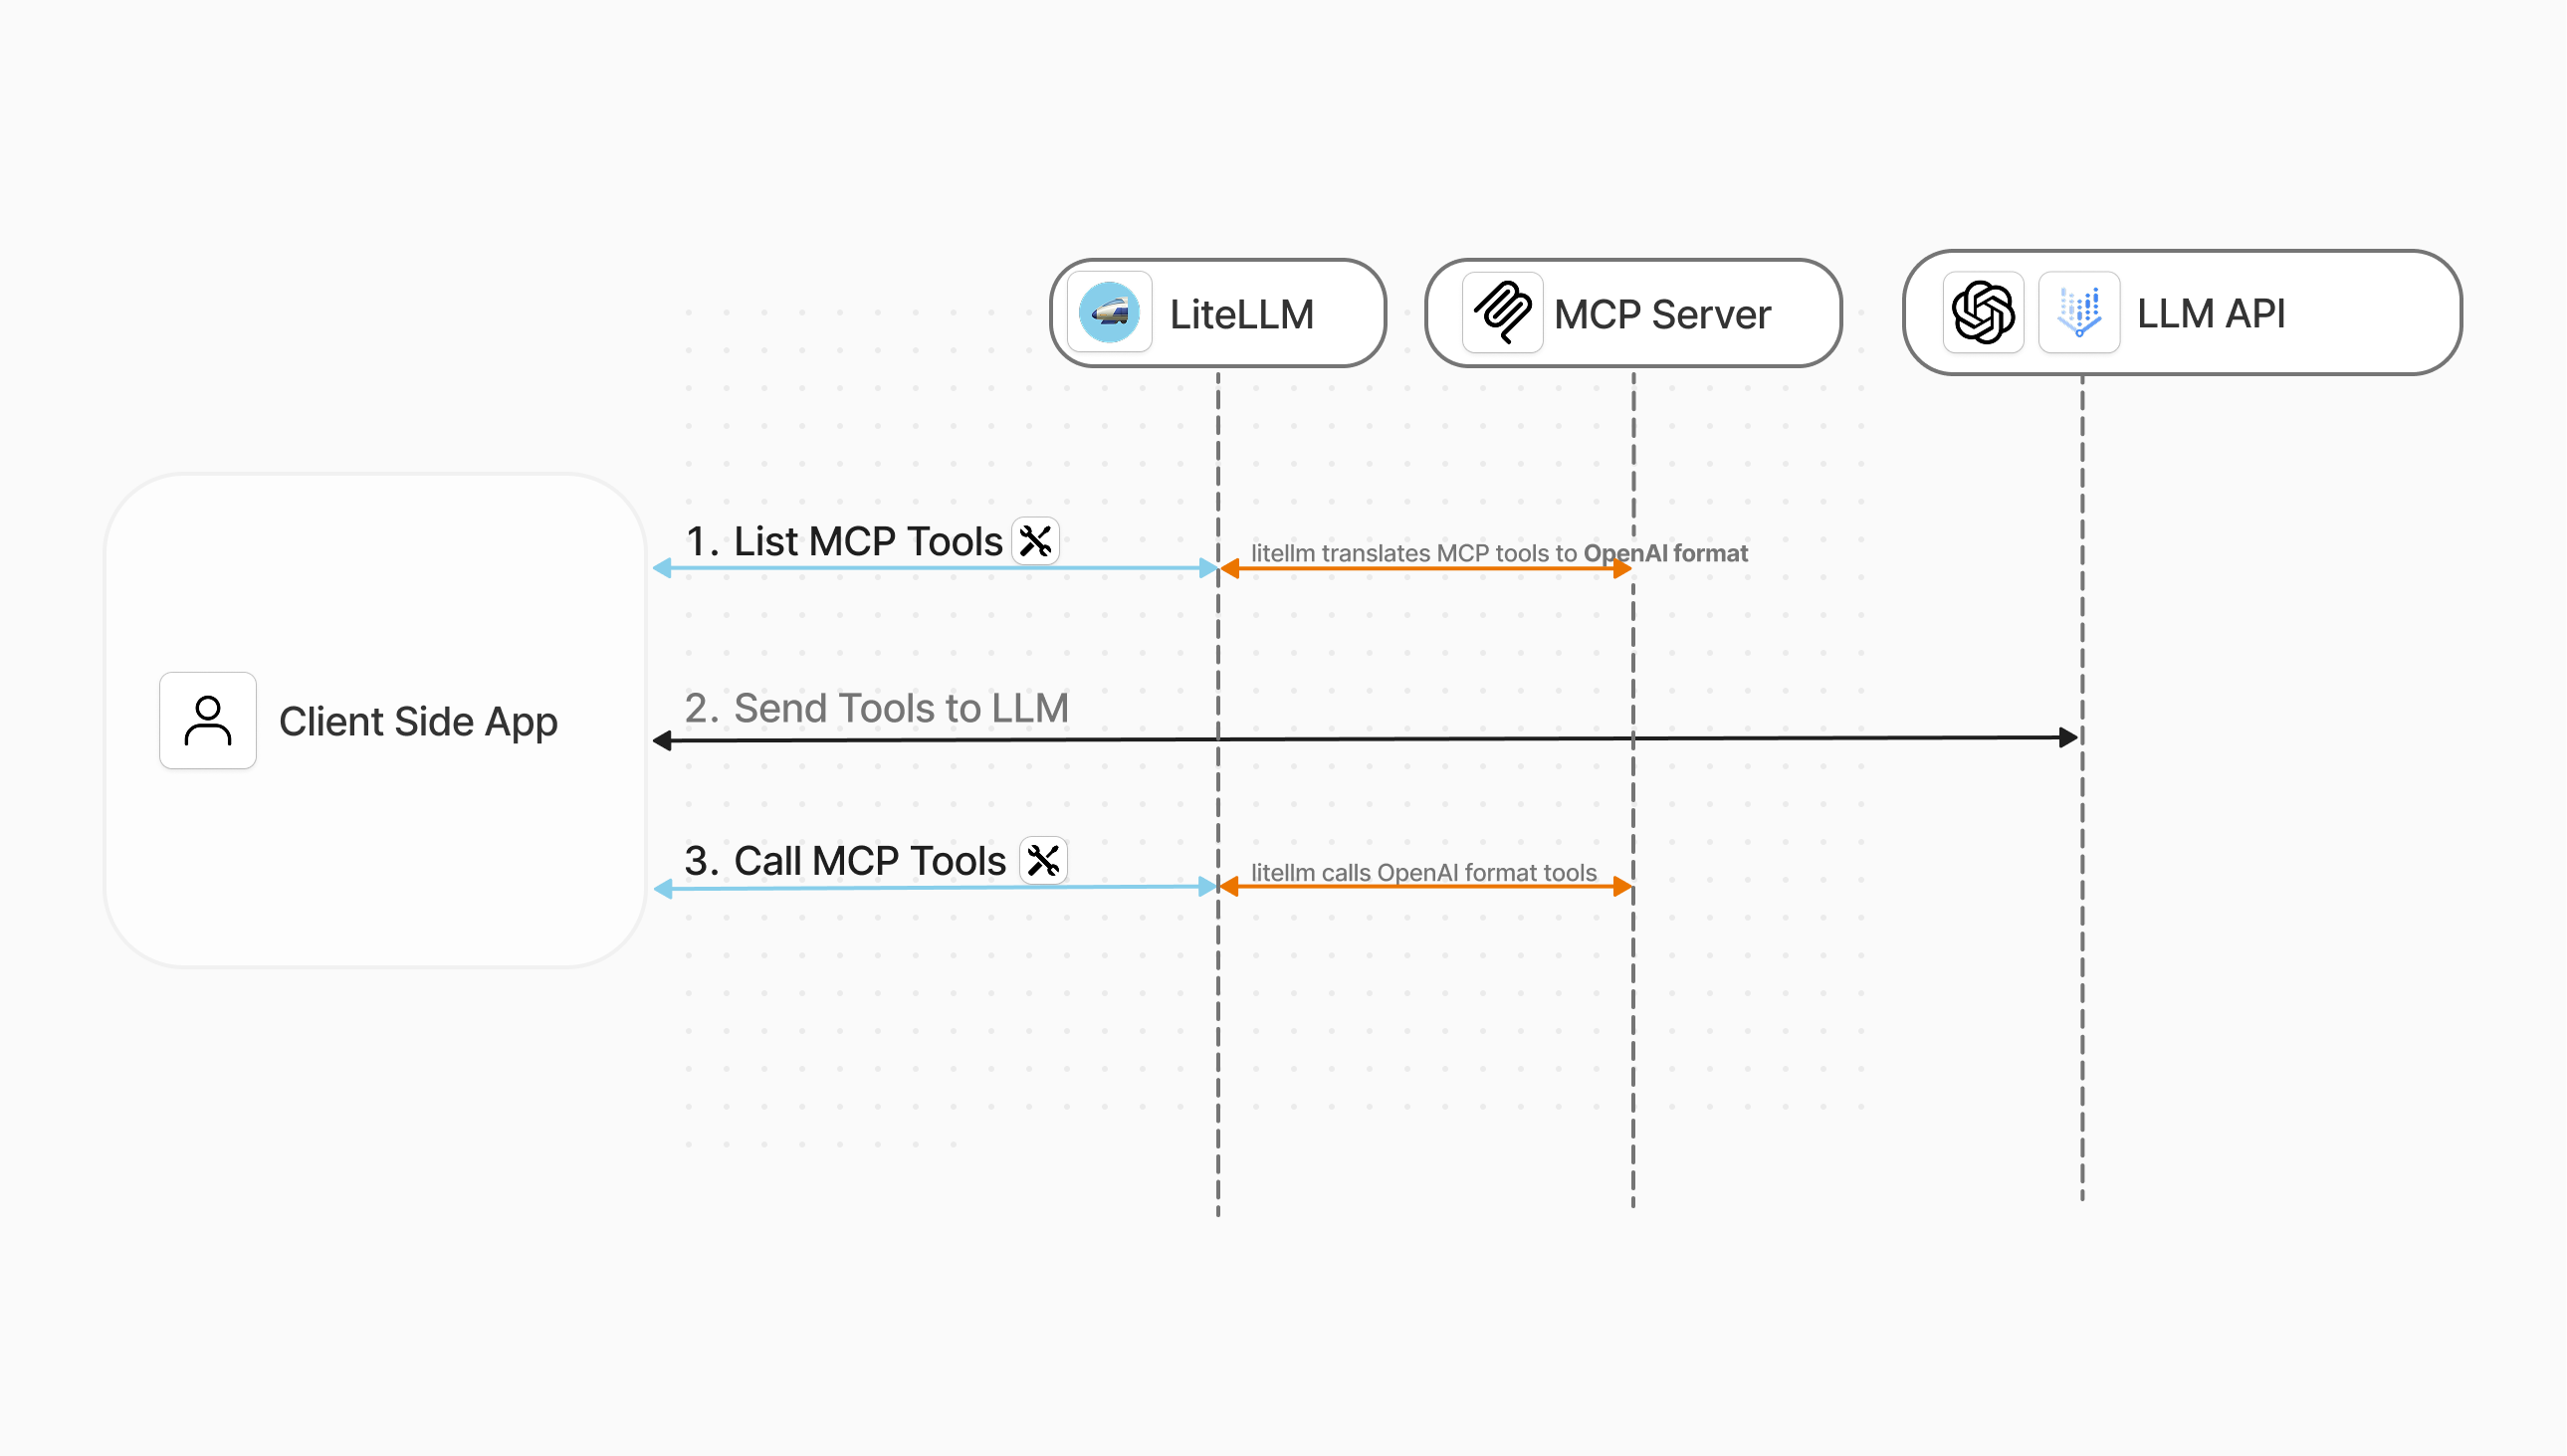 LiteLLM
MCP Server
LLM API
1. List MCP Tools
litellm translates MCP tools to OpenAI format
2. Send Tools to LLM
Client Side App
3. Call MCP Tools
litellm calls OpenAI format tools